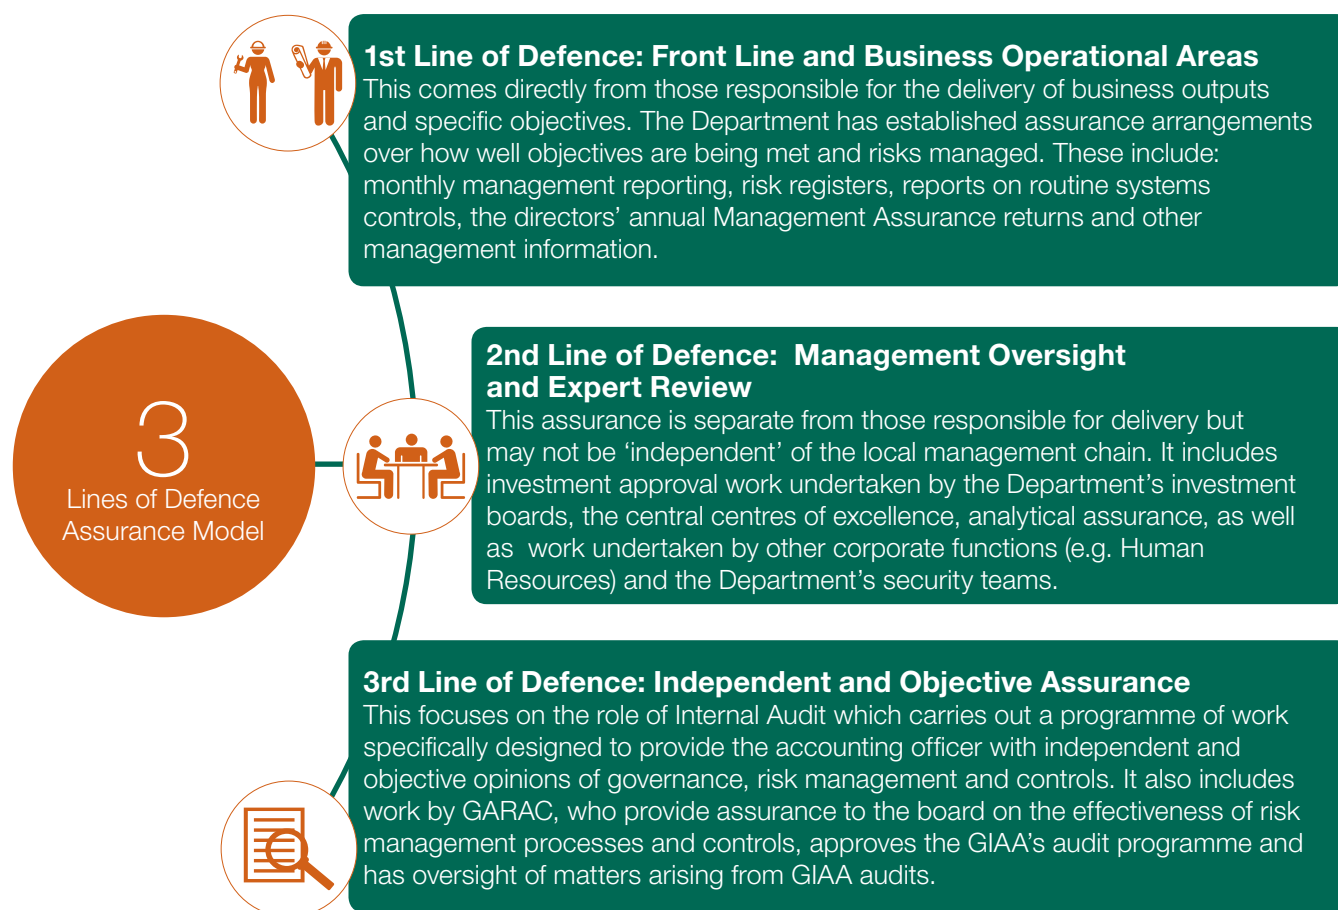 1st Line of Defence: Front Line and Business Operational Areas
This comes directly from those responsible for the delivery of business outputs
and specific objectives. The Department has established assurance arrangements
over how well objectives are being met and risks managed. These include:
monthly management reporting, risk registers, reports on routine systems
controls, the directors’ annual Management Assurance returns and other
management information.
3
Lines of Defence
Assurance Model
2nd Line of Defence:  Management Oversight
and Expert Review
This assurance is separate from those responsible for delivery but
may not be ‘independent’ of the local management chain. It includes
investment approval work undertaken by the Department’s investment
boards, the central centres of excellence, analytical assurance, as well
as  work undertaken by other corporate functions (e.g. Human
Resources) and the Department’s security teams.
3rd Line of Defence: Independent and Objective Assurance
This focuses on the role of Internal Audit which carries out a programme of work
specifically designed to provide the accounting officer with independent and
objective opinions of governance, risk management and controls. It also includes
work by GARAC, who provide assurance to the board on the effectiveness of risk
management processes and controls, approves the GIAA’s audit programme and
has oversight of matters arising from GIAA audits.